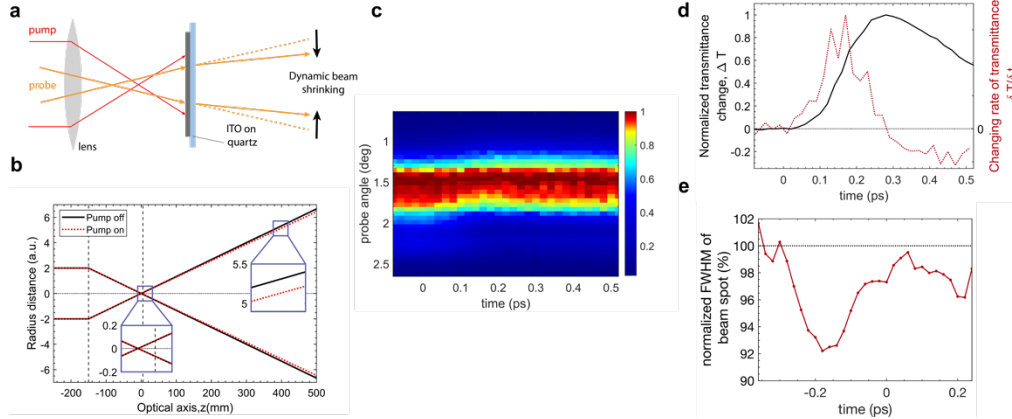 a
pump
probe
lens
ITO on
quartz
Dynamic beam
shrinking
b
Pump off
Pump on
Radius distance (a.u.)
6
4
2
0
-2
-4
-6
5.5
5
0.2
0
-0.2
-200 -100 0 100 200 300 400 500
Optical axis,z(mm)
c
probe angle (deg)
1
1.5
2.0
2.5
0 0.1 0.2 0.3 0.4 0.5
time (ps)
1
0.8
0.6
0.4
0.2
d
Normalized transmittance
change, Δ T
1
0.8
0.6
0.4
0.2
0
-0.2
0 0.1 0.2 0.3 0.4 0.5
time (ps)
0
Changing rate of transmittance
δ T/δ t
e
normalized FWHM of
beam spot (%)
102
100
98
96
94
92
90
-0.2 0 0.2
time (ps)